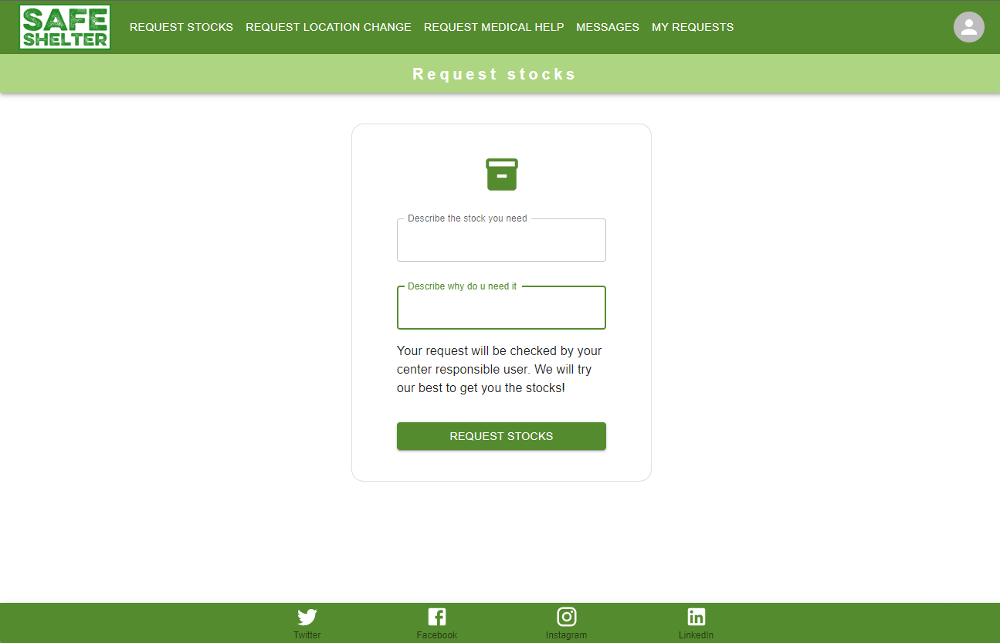 SAFE
SHELTER
REQUEST STOCKS REQUEST LOCATION CHANGE REQUEST MEDICAL HELP MESSAGES MY REQUESTS
Request stocks
Describe the stock you need
Describe why do u need it
Your request will be checked by your
center responsible user. We will try
our best to get you the stocks!
REQUEST STOCKS
Twitter Facebook Instagram LinkedIn